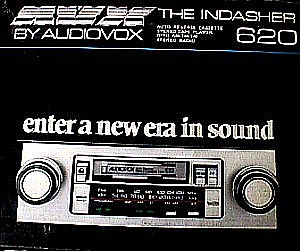 BY AUDIOVOX
THE INDASHER
620
AUTO REVERSE CASSETTE
STEREO TAPE PLAYER
WITH AM/FM/MPX
STEREO RADIO
enter a new era in sound